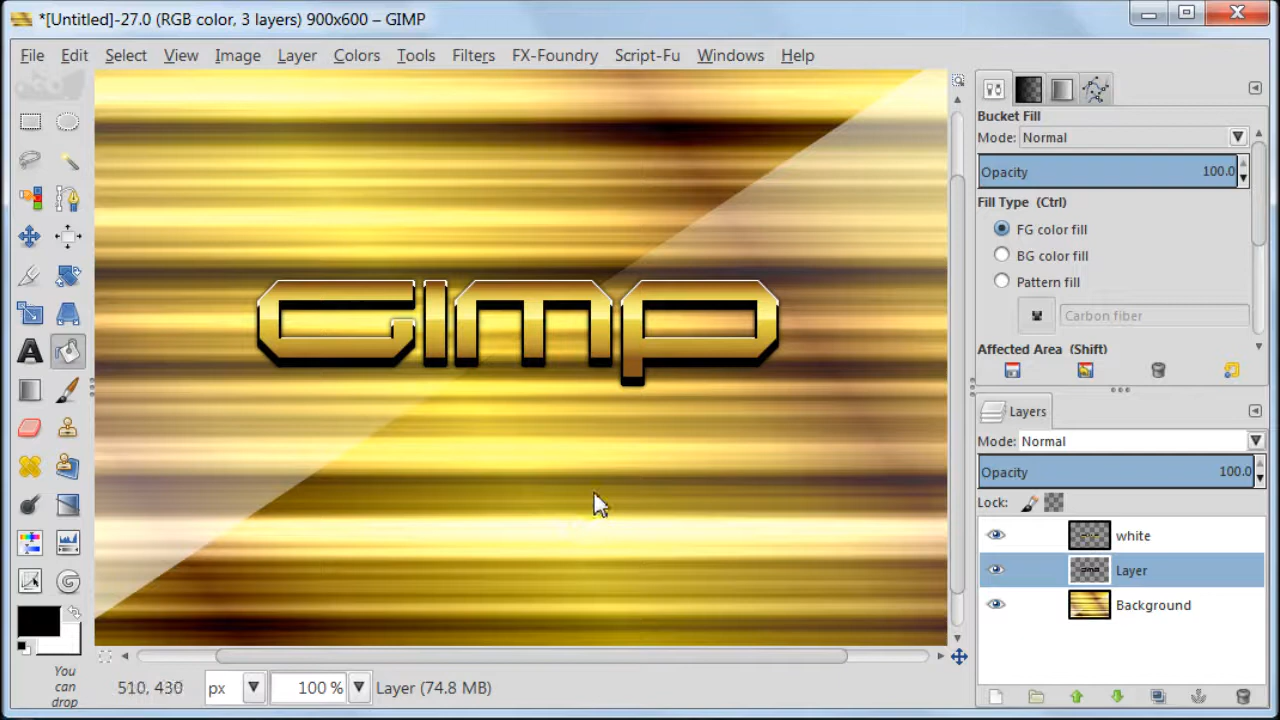 *[Untitled]-27.0 (RGB color, 3 layers) 900x600 – GIMP
File Edit Select View Image Layer Colors Tools Filters FX-Foundry Script-Fu Windows Help
Bucket Fill
Mode: Normal
Opacity 100.0
Fill Type (Ctrl)
FG color fill
BG color fill
Pattern fill
Carbon fiber
Affected Area (Shift)
Gimp
Layers
Mode: Normal
Opacity 100.0
Lock:
white
Layer
Background
You
can
drop
510, 430 px 100 % Layer (74.8 MB)